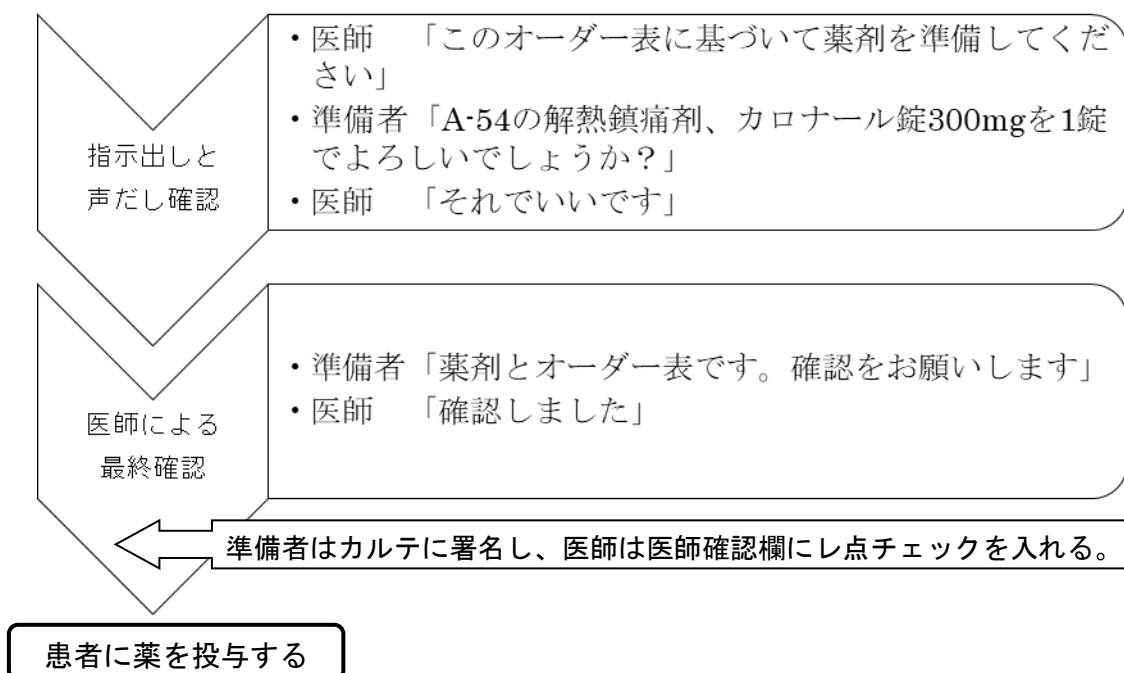 ・医師　「このオーダー表に基づいて薬剤を準備してくだ
さい」
・準備者「A-54の解熱鎮痛剤、カロナール錠300mgを1錠
でよろしいでしょうか？」
・医師　「それでいいです」
指示出しと
声だし確認
・準備者「薬剤とオーダー表です。確認をお願いします」
・医師　「確認しました」
医師による
最終確認
準備者はカルテに署名し、医師は医師確認欄にレ点チェックを入れる。
患者に薬を投与する